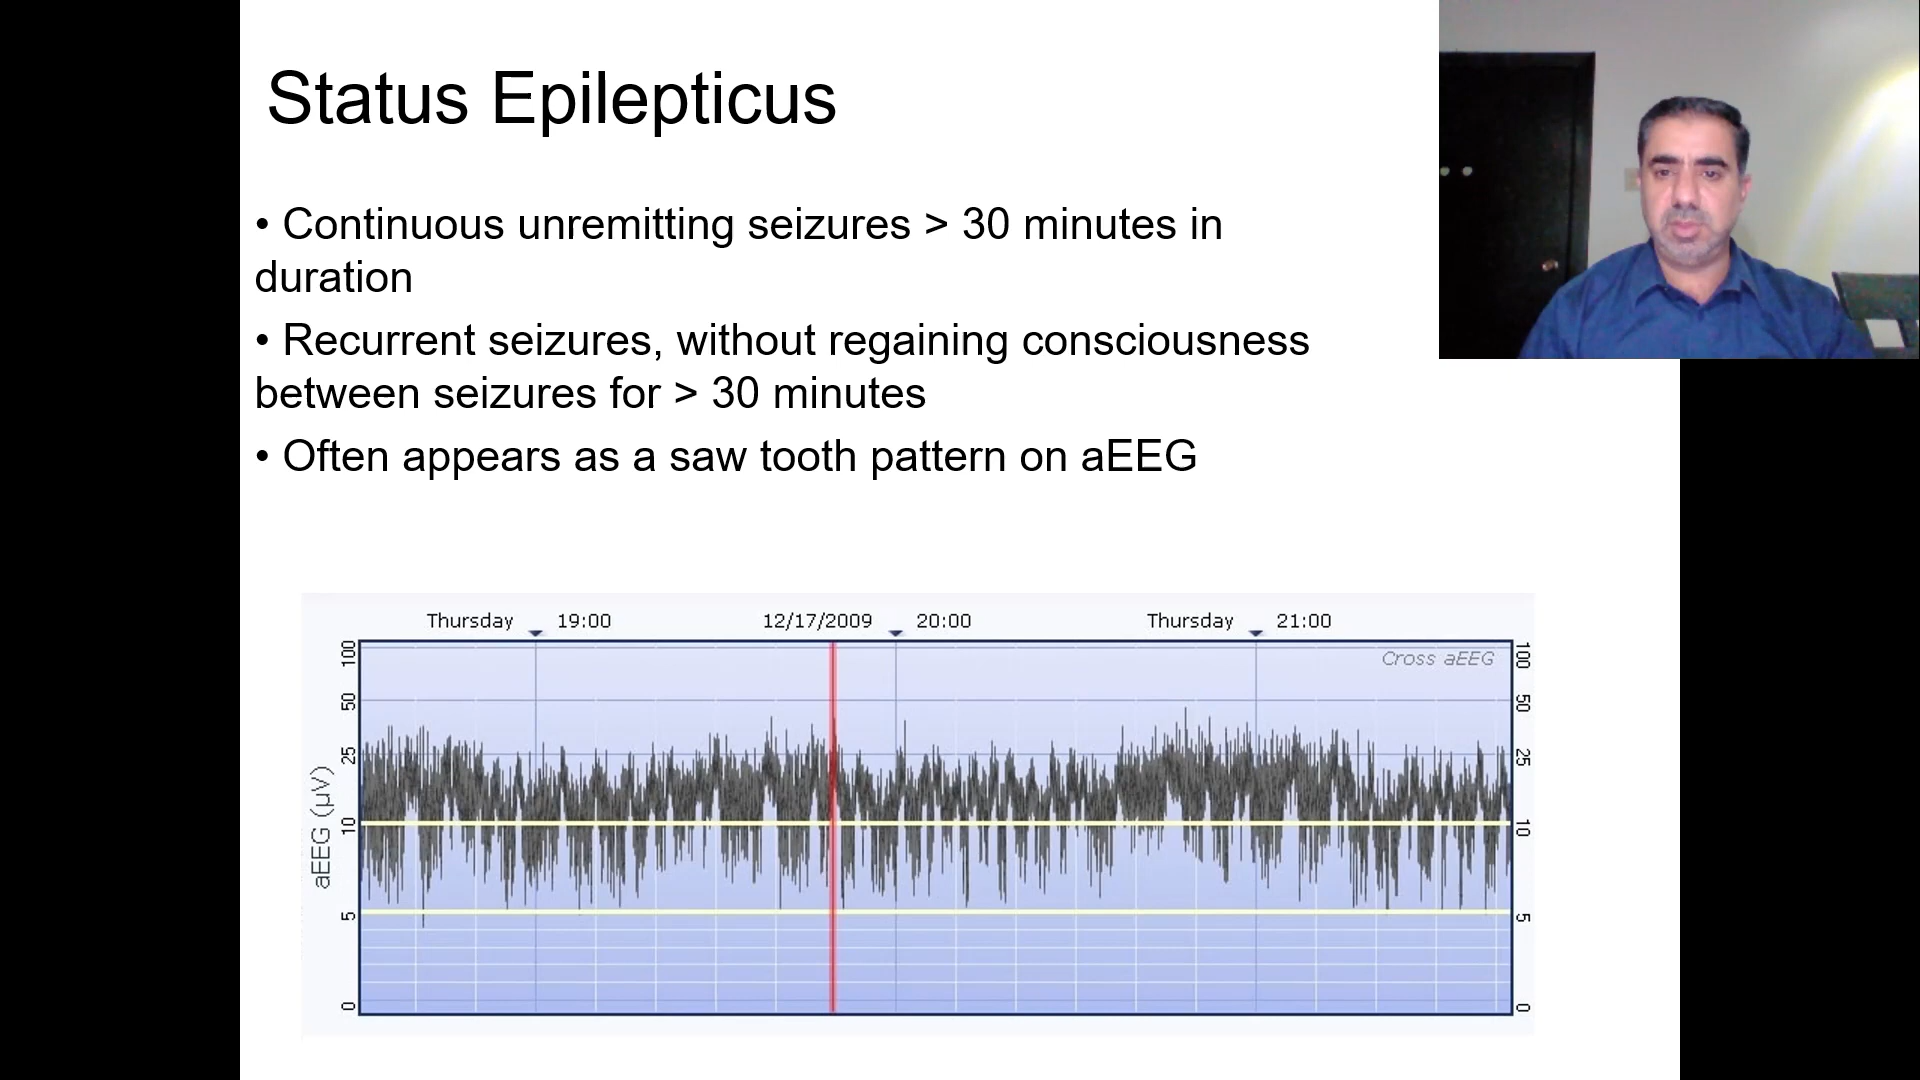 Status Epilepticus
• Continuous unremitting seizures > 30 minutes in
duration
• Recurrent seizures, without regaining consciousness
between seizures for > 30 minutes
• Often appears as a saw tooth pattern on aEEG
Thursday 19:00 12/17/2009 20:00 Thursday 21:00
Cross aEEG
aEEG (µV)
100 100
50 50
25 25
10 10
5 5
0 0